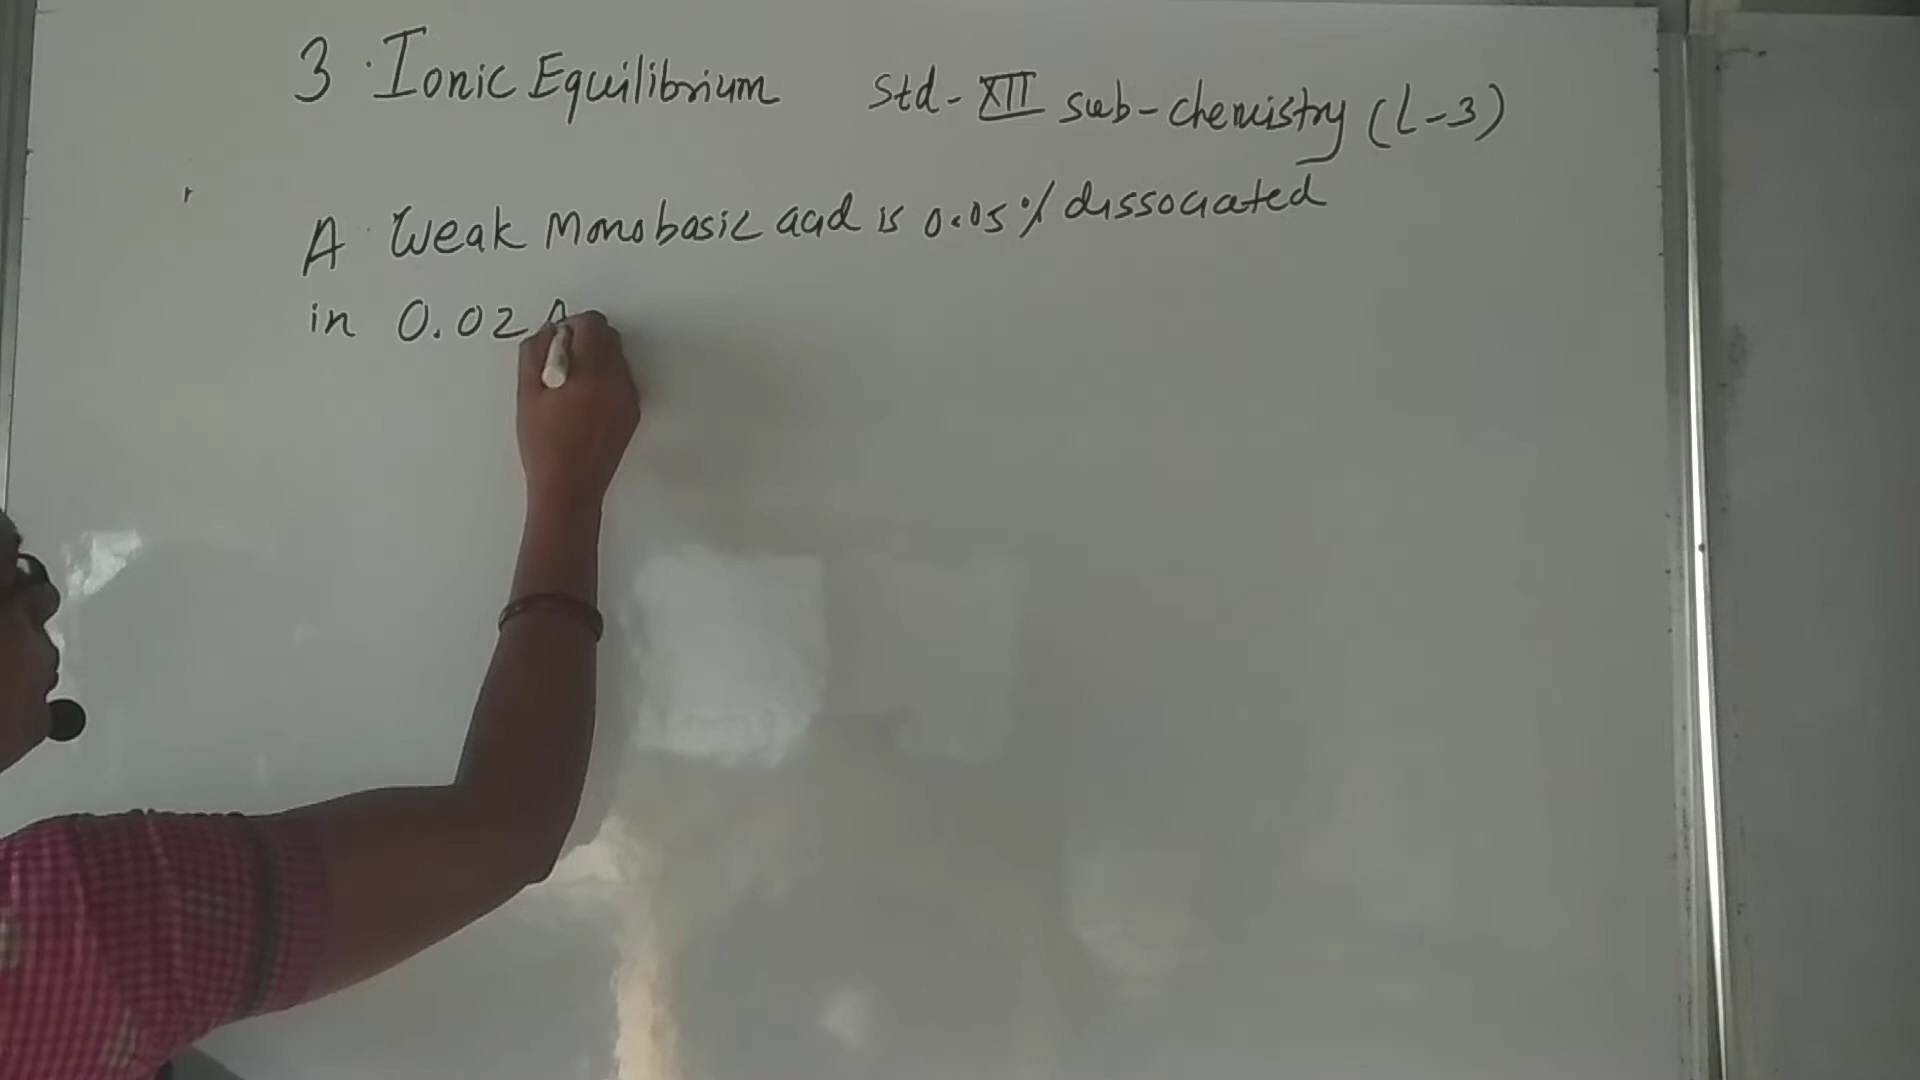 3. Ionic Equilibrium Std-XII sub-chemistry (L-3)
A Weak Monobasic acid is 0.05% dissociated
in 0.02